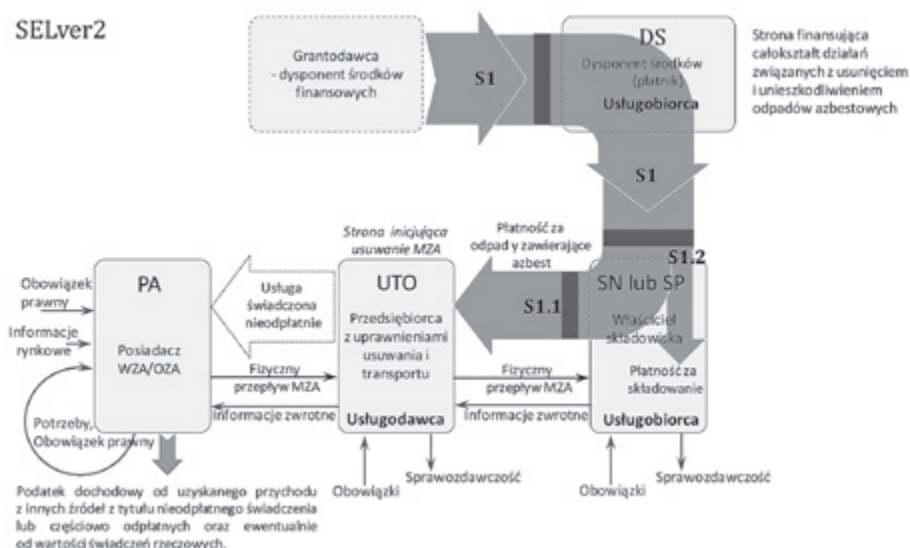 SELver2
Grantodawca
- dysponent środków
finansowych
S1
DS
Dysponent środków
(płatnik)
Usługobiorca
Strona finansująca
całokształt działań
związanych z usunięciem
i unieszkodliwieniem
odpadów azbestowych
S1
Strona inicjująca
usuwanie MZA
Płatność za
odpady zawierające
azbest
S1.2
Obowiązek
prawny
Informacje
rynkowe
PA
Posiadacz
WZA/OZA
Usługa
świadczona
nieodpłatnie
UTO
Przedsiębiorca
z uprawnieniami
usuwania i
transportu
Usługodawca
S1.1
SN lub SP
Właściciel
składowiska
Płatność za
składowanie
Usługobiorca
Fizyczny
przepływ MZA
Informacje zwrotne
Fizyczny
przepływ MZA
Informacje zwrotne
Potrzeby,
Obowiązek prawny
Obowiązki
Sprawozdawczość
Obowiązki
Sprawozdawczość
Podatek dochodowy od uzyskanego przychodu
z innych źródeł z tytułu nieodpłatnego świadczenia
lub częściowo odpłatnych oraz ewentualnie
od wartości świadczeń rzeczowych.